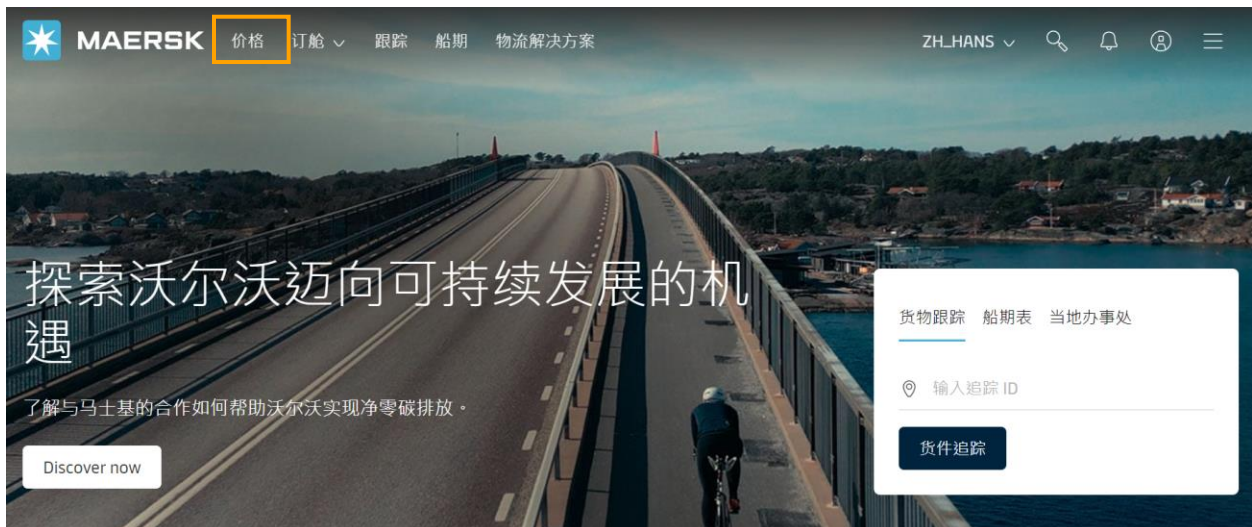 MAERSK 价格 订舱 跟踪 船期 物流解决方案 ZH_HANS
探索沃尔沃迈向可持续发展的机
遇
了解与马士基的合作如何帮助沃尔沃实现净零碳排放。
Discover now
货物跟踪 船期表 当地办事处
输入追踪 ID
货件追踪